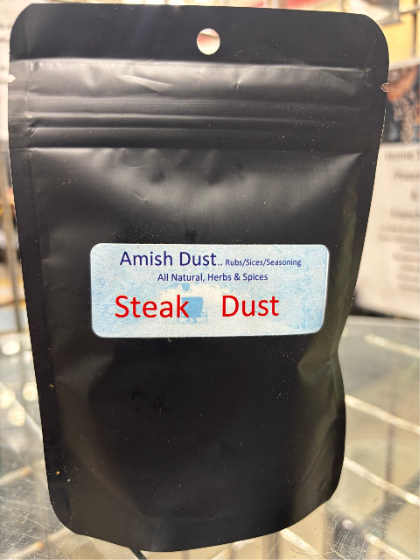 Amish Dust.. Rubs/Sices/Seasoning
All Natural, Herbs & Spices
Steak Dust